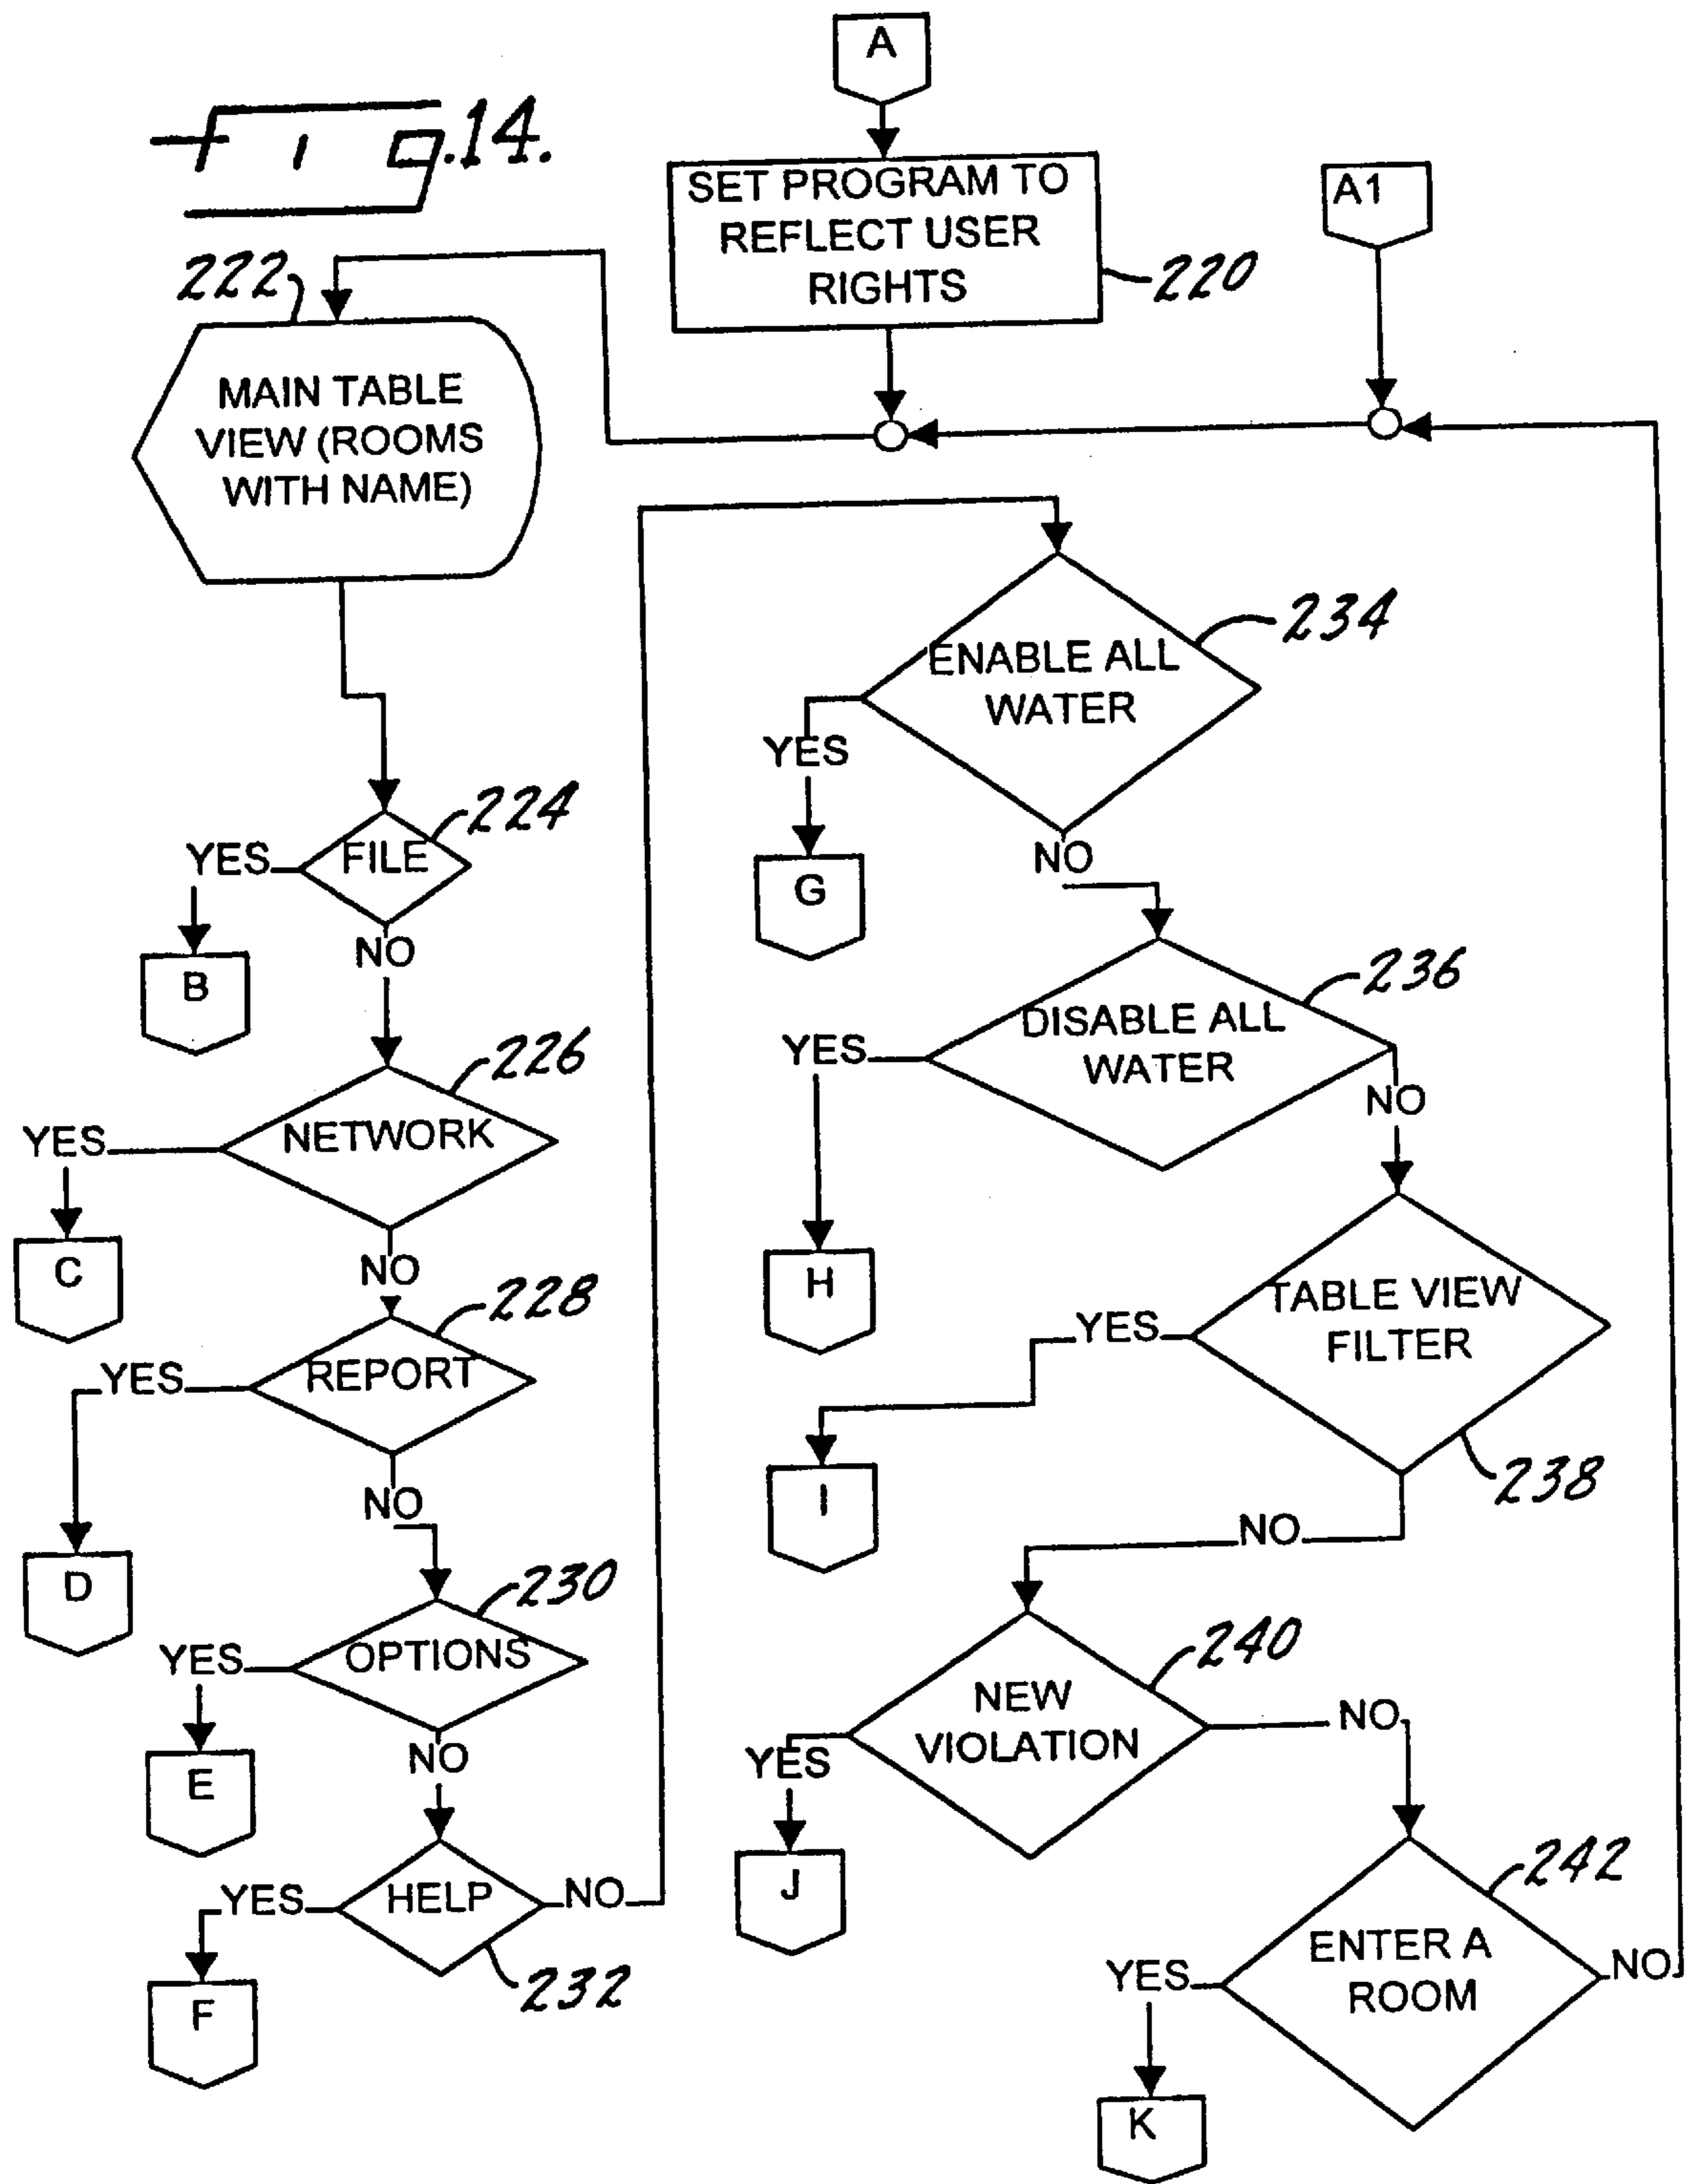 A
Fig.14.
SET PROGRAM TO
REFLECT USER
RIGHTS
220
A1
222
MAIN TABLE
VIEW (ROOMS
WITH NAME)
224
FILE
YES
NO
B
226
NETWORK
YES
NO
C
228
REPORT
YES
NO
D
230
OPTIONS
YES
NO
E
HELP
YES
NO
232
F
234
ENABLE ALL
WATER
YES
NO
G
236
DISABLE ALL
WATER
YES
NO
H
TABLE VIEW
FILTER
YES
238
NO
I
240
NEW
VIOLATION
YES
NO
J
242
ENTER A
ROOM
YES
NO
K